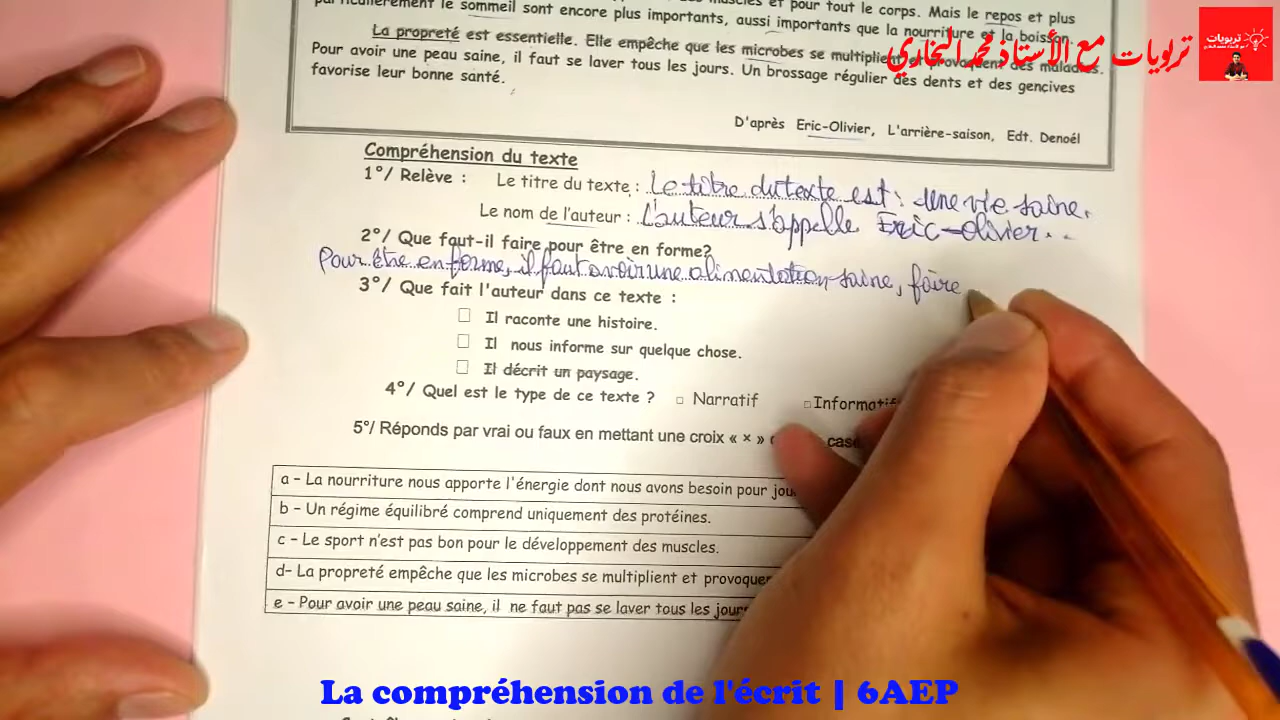 et pour tout le corps. Mais le repos et plus
particulièrement le sommeil sont encore plus importants, aussi importants que la nourriture et la boisson.
La propreté est essentielle. Elle empêche que les microbes se multiplient et provoquent des maladies.
Pour avoir une peau saine, il faut se laver tous les jours. Un brossage régulier des dents et des gencives
favorise leur bonne santé.
تربويات مع الأستاذ محمد البخاري
تربويات
D'après Eric-Olivier, L'arrière-saison, Edt. Denoël
Compréhension du texte
1°/ Relève : Le titre du texte : Le titre du texte est : une vie saine.
Le nom de l'auteur : L'auteur s'appelle Eric-Olivier..
2°/ Que faut-il faire pour être en forme?
Pour être en forme, il faut avoir une alimentation saine, faire
3°/ Que fait l'auteur dans ce texte :
☐ Il raconte une histoire.
☐ Il nous informe sur quelque chose.
☐ Il décrit un paysage.
4°/ Quel est le type de ce texte ? ☐ Narratif ☐ Informatif
5°/ Réponds par vrai ou faux en mettant une croix « × » case
a – La nourriture nous apporte l'énergie dont nous avons besoin pour
b – Un régime équilibré comprend uniquement des protéines.
c – Le sport n'est pas bon pour le développement des muscles.
d- La propreté empêche que les microbes se multiplient et
e – Pour avoir une peau saine, il ne faut pas se laver tous les jours
La compréhension de l'écrit | 6AEP